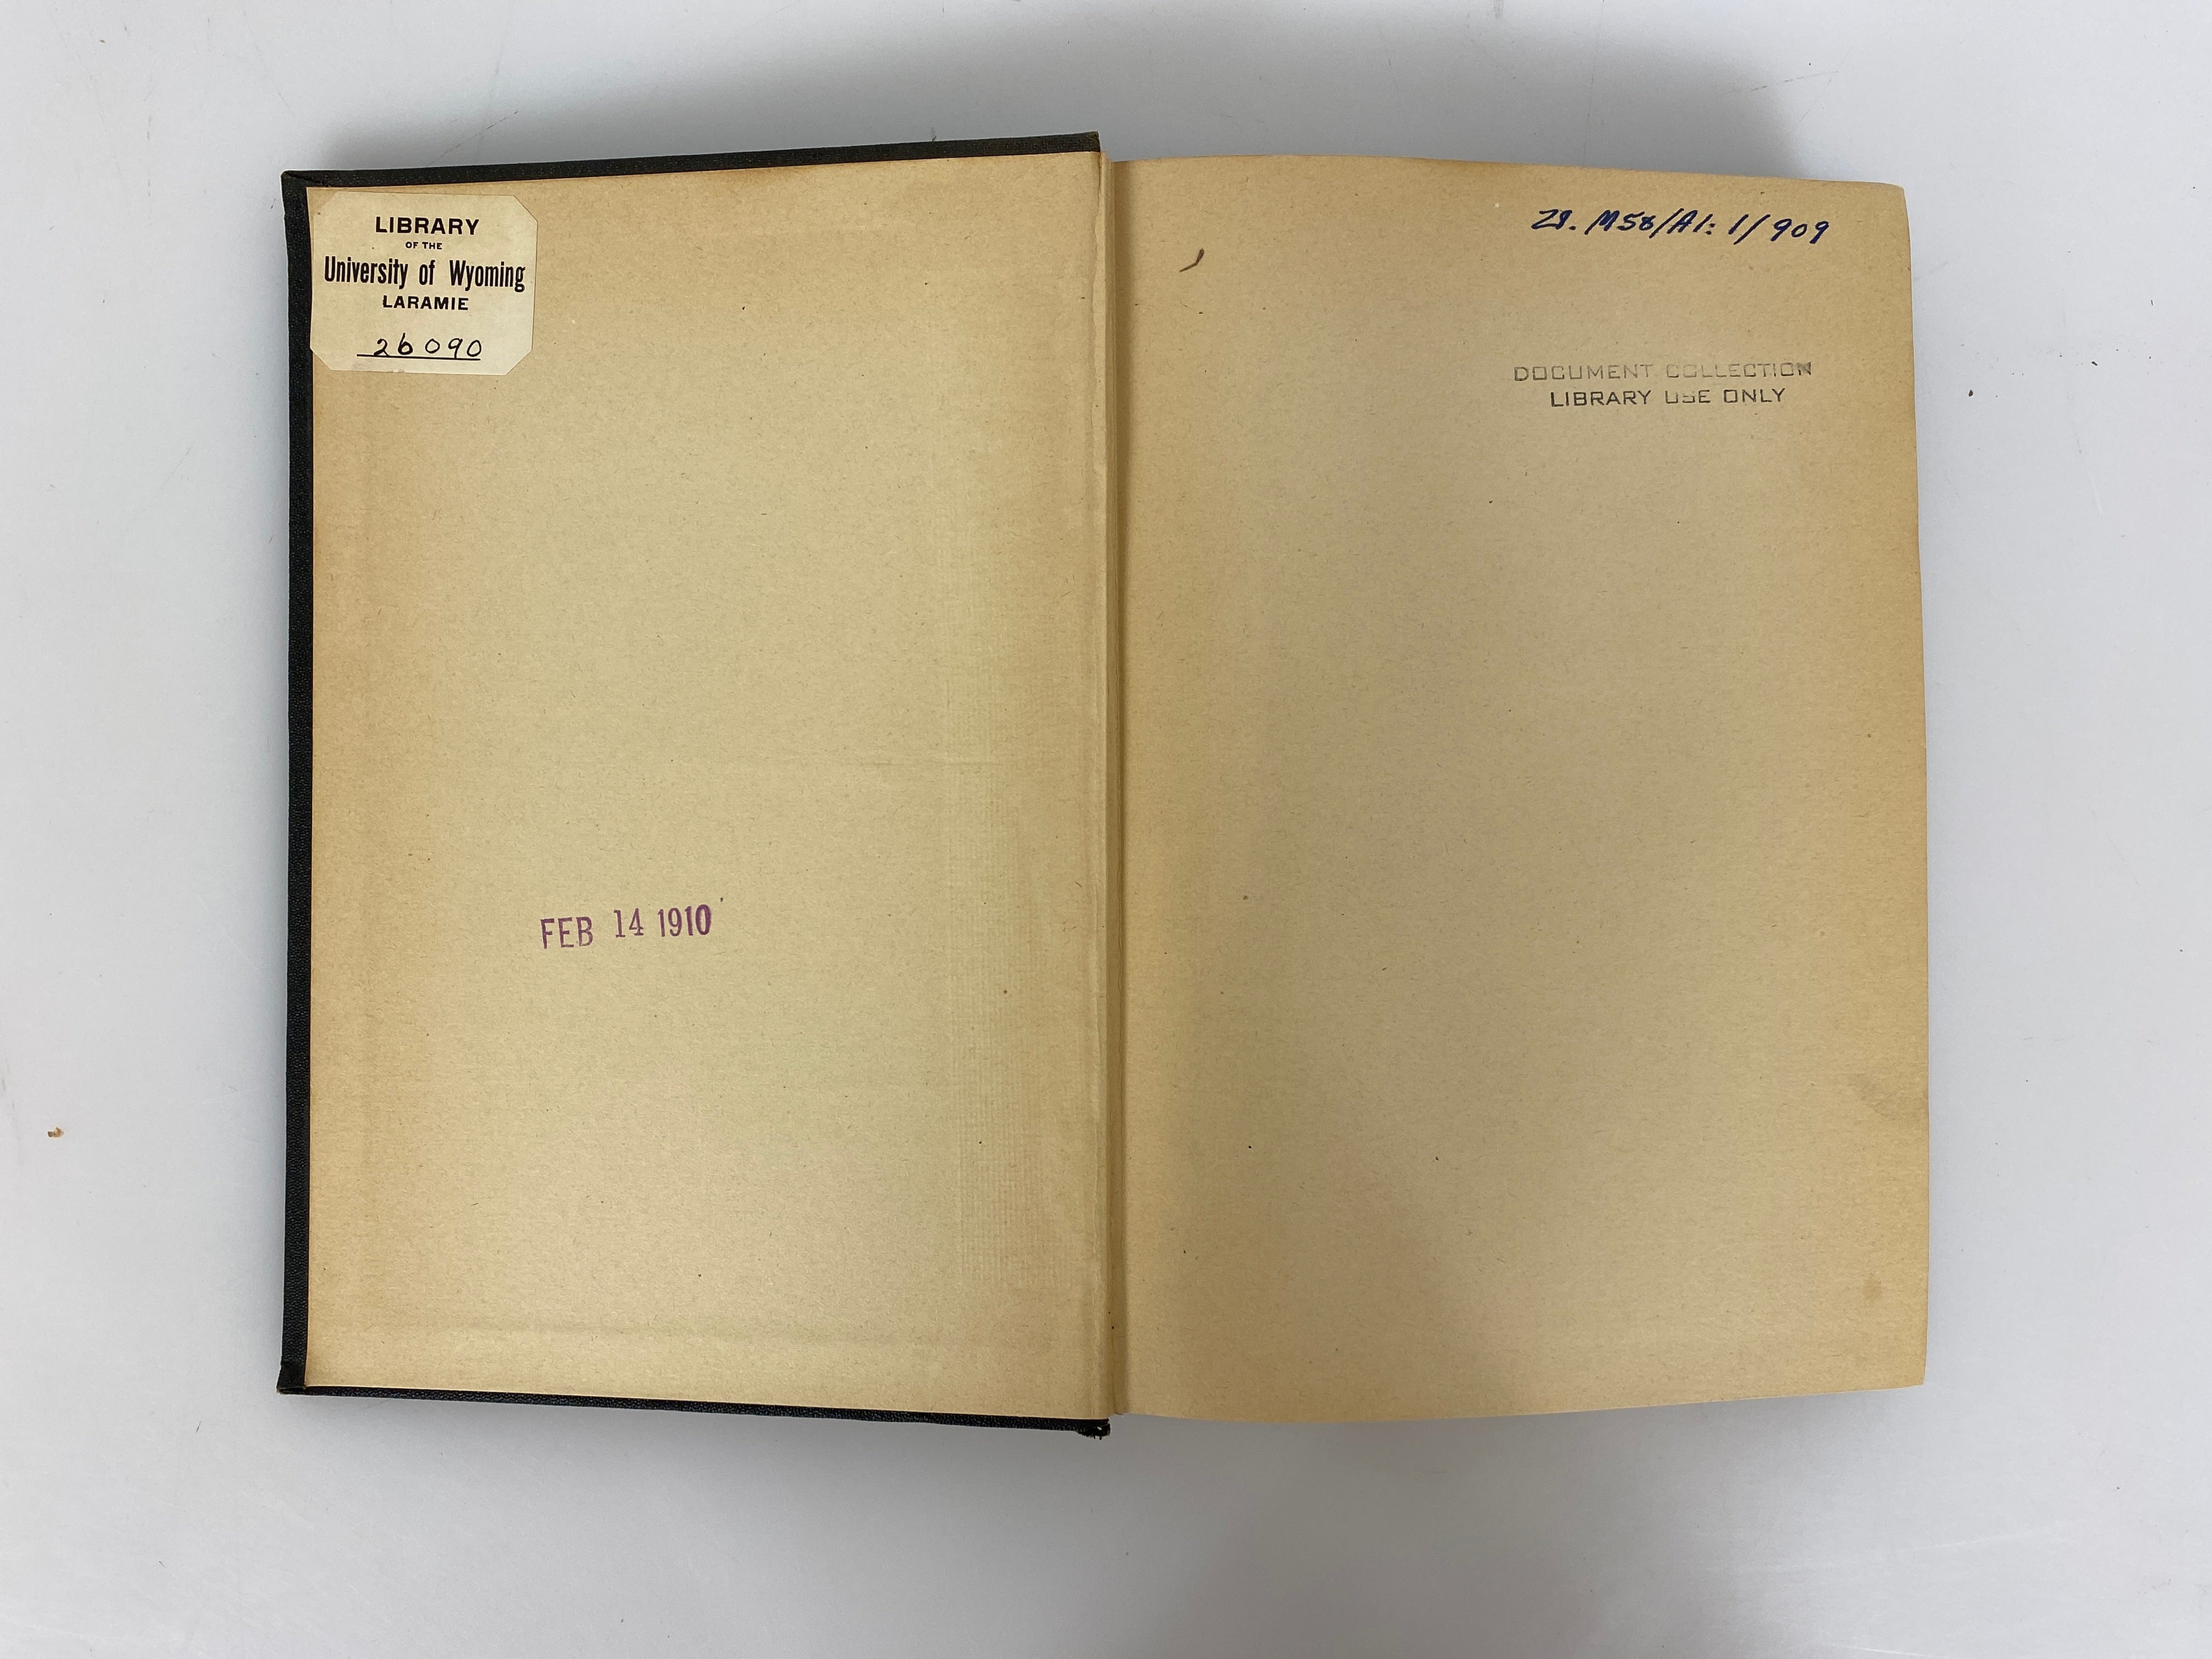 LIBRARY
OF THE
University of Wyoming
LARAMIE
26090
FEB 14 1910
28. M58/A1: 1/909
DOCUMENT COLLECTION
LIBRARY USE ONLY